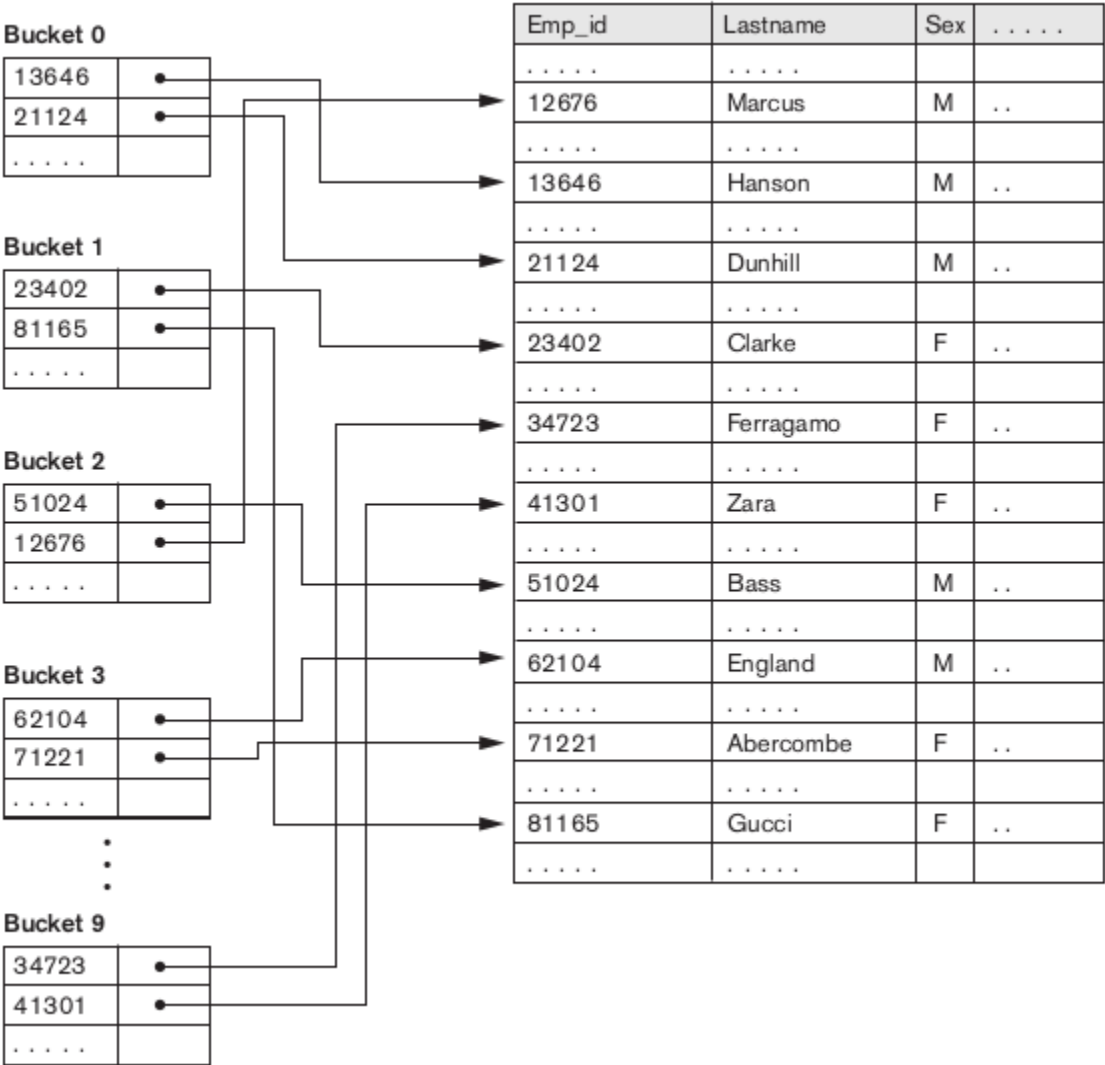 Bucket 0
13646
21124
. . . . .
Bucket 1
23402
81165
. . . . .
Bucket 2
51024
12676
. . . . .
Bucket 3
62104
71221
. . . . .
Bucket 9
34723
41301
. . . . .
Emp_id Lastname Sex . . . . .
. . . . . . . . . .
12676 Marcus M . .
. . . . . . . . . .
13646 Hanson M . .
. . . . . . . . . .
21124 Dunhill M . .
. . . . . . . . . .
23402 Clarke F . .
. . . . . . . . . .
34723 Ferragamo F . .
. . . . . . . . . .
41301 Zara F . .
. . . . . . . . . .
51024 Bass M . .
. . . . . . . . . .
62104 England M . .
. . . . . . . . . .
71221 Abercombe F . .
. . . . . . . . . .
81165 Gucci F . .
. . . . . . . . . .